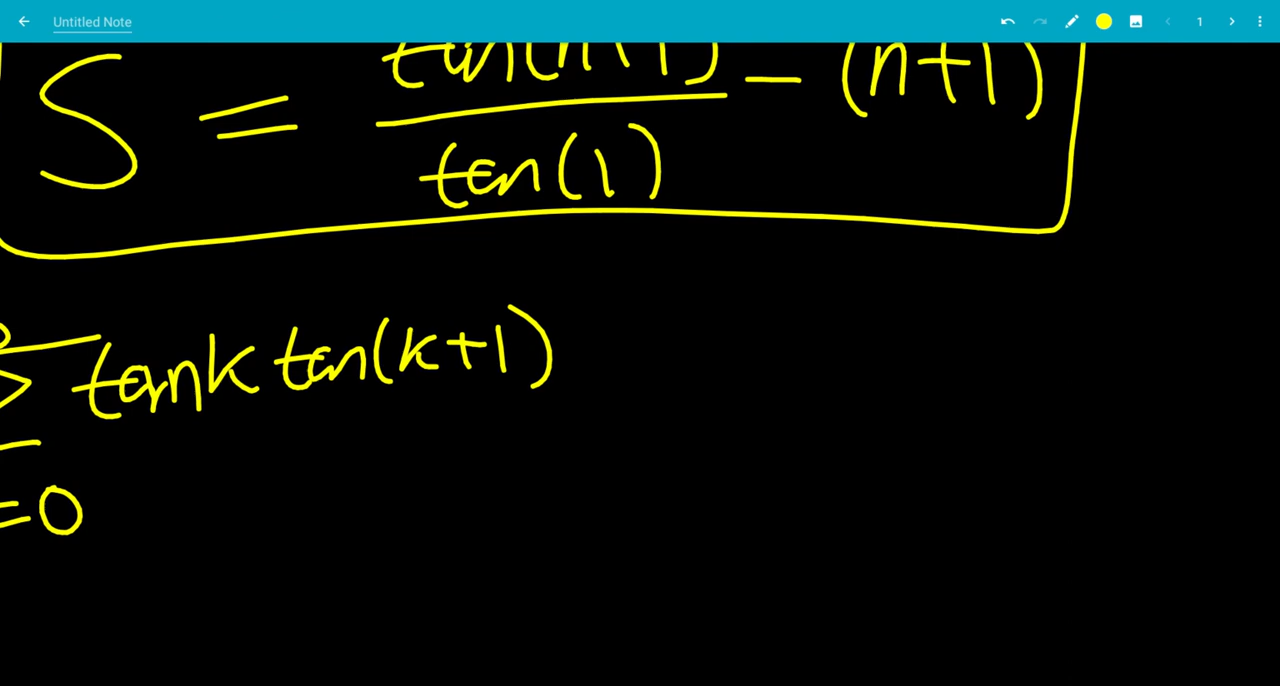 Untitled Note
1
S = tan(n+1)/tan(1) - (n+1)
∑ tank tan(k+1)
=0